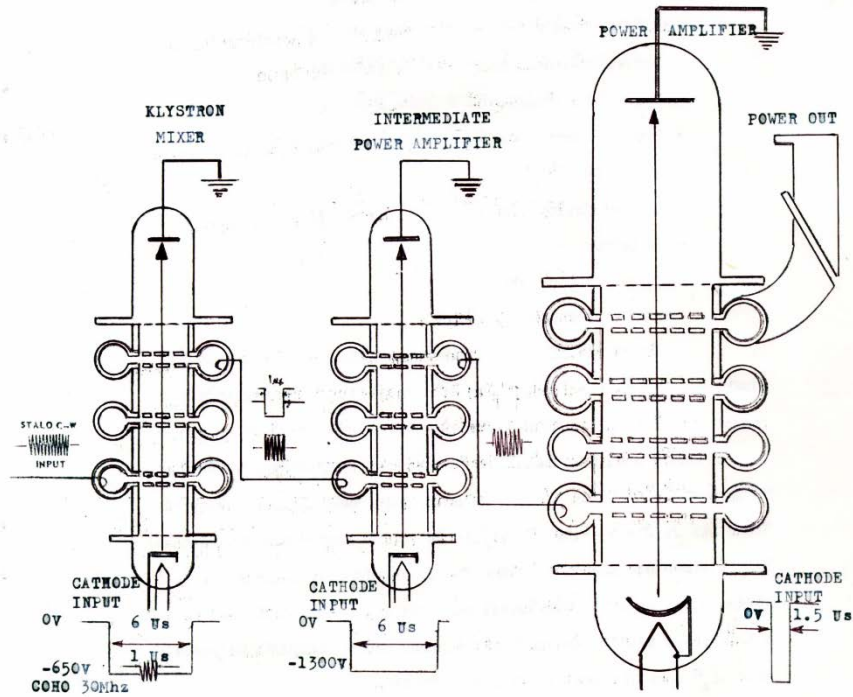 POWER AMPLIFIER
KLYSTRON
MIXER
INTERMEDIATE
POWER AMPLIFIER
POWER OUT
STALO C-W
INPUT
CATHODE
INPUT
0V
6 Us
1 Us
-650V
COHO 30Mhz
CATHODE
INPUT
0V
6 Us
-1300V
CATHODE
INPUT
0V
1.5 Us